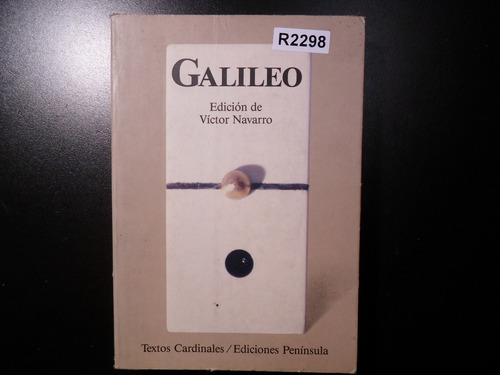 R2298
GALILEO
Edición de
Víctor Navarro
Textos Cardinales/Ediciones Península